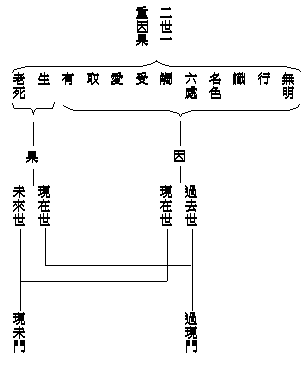 二世一
重因果
無明
行
識
名色
六處
觸
受
愛
取
有
生
老死
因
果
過去世
現在世
現在世
未來世
過現門
現未門